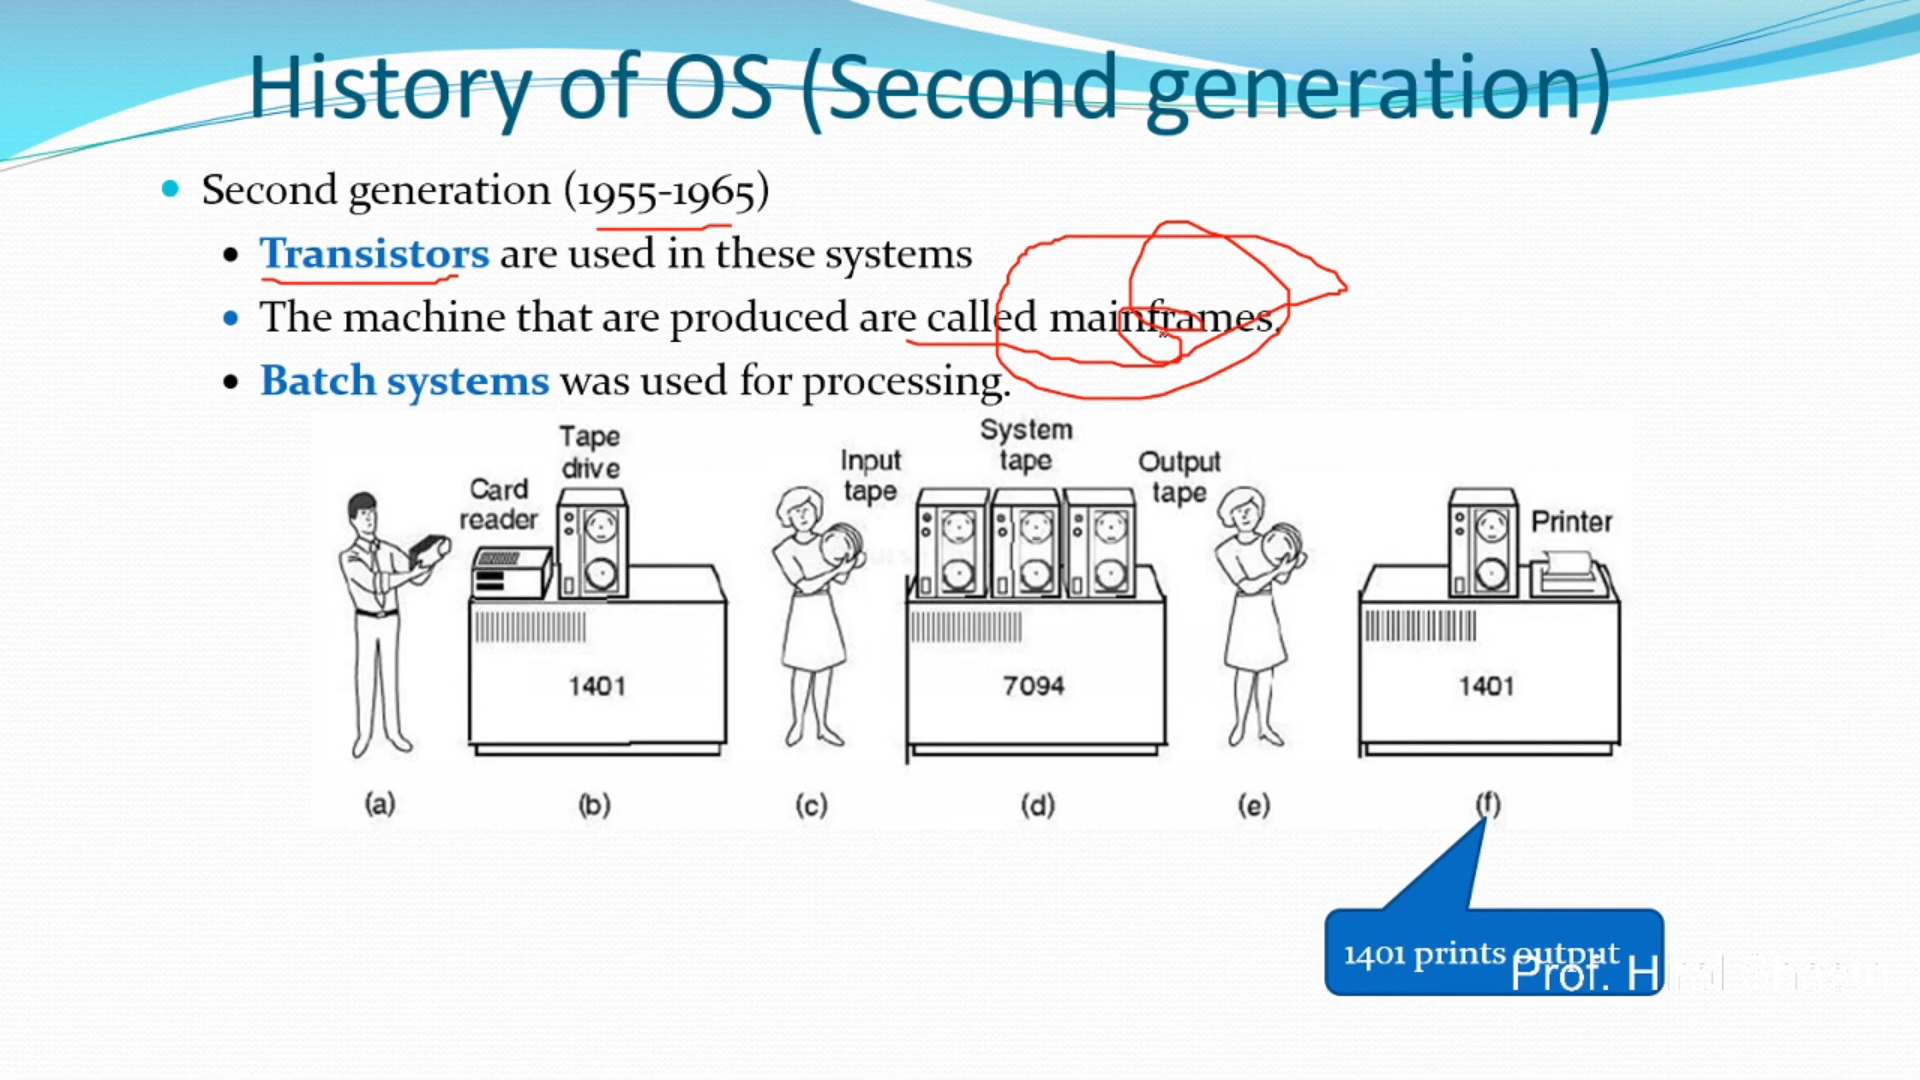 History of OS (Second generation)
Second generation (1955-1965)
Transistors are used in these systems
The machine that are produced are called mainframes.
Batch systems was used for processing.
Tape
drive
Card
reader
Input
tape
System
tape
Output
tape
Printer
1401
7094
1401
(a)
(b)
(c)
(d)
(e)
(f)
1401 prints output
Prof.